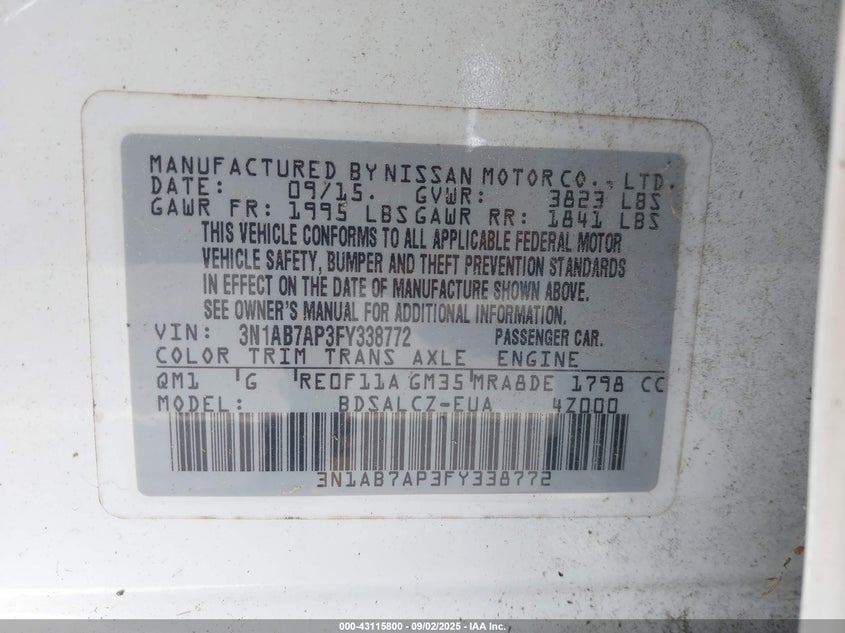 MANUFACTURED BY NISSAN MOTOR CO., LTD.
DATE: 09/15. GVWR: 3823 LBS
GAWR FR: 1995 LBS GAWR RR: 1841 LBS
THIS VEHICLE CONFORMS TO ALL APPLICABLE FEDERAL MOTOR
VEHICLE SAFETY, BUMPER AND THEFT PREVENTION STANDARDS
IN EFFECT ON THE DATE OF MANUFACTURE SHOWN ABOVE.
SEE OWNER'S MANUAL FOR ADDITIONAL INFORMATION.
VIN: 3N1AB7AP3FY338772 PASSENGER CAR.
COLOR TRIM TRANS AXLE ENGINE
QM1 'G 'RE0F11A GM35'MRA8DE 1798 CC
MODEL: BDSALCZ-EUA 4Z000
3N1AB7AP3FY338772
000-43115800 - 09/02/2025 - IAA Inc.